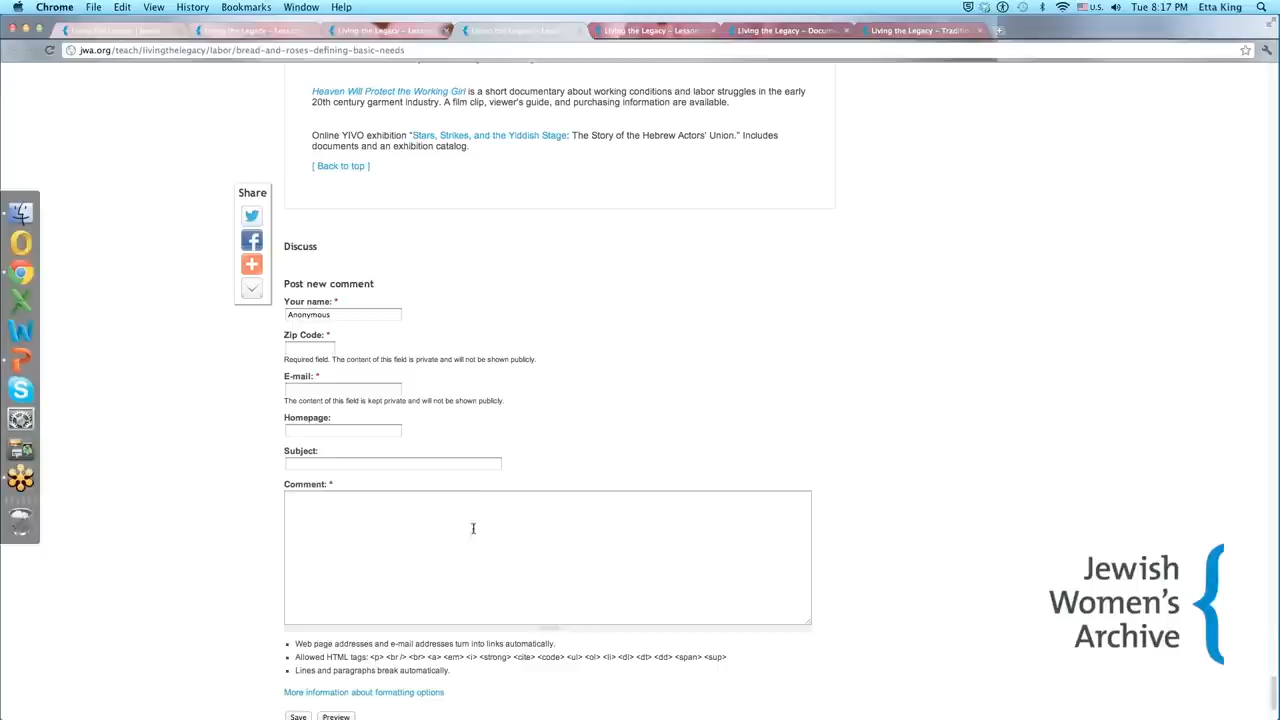 Chrome File Edit View History Bookmarks Window Help U.S. Tue 8:17 PM Etta King
Living the Legacy – Lesson Living the Legacy – Lesson Living the Legacy – Docum Living the Legacy – Traditi
jwa.org/teach/livingthelegacy/labor/bread-and-roses-defining-basic-needs
Heaven Will Protect the Working Girl is a short documentary about working conditions and labor struggles in the early
20th century garment industry. A film clip, viewer's guide, and purchasing information are available.
Online YIVO exhibition "Stars, Strikes, and the Yiddish Stage: The Story of the Hebrew Actors' Union." Includes
documents and an exhibition catalog.
[ Back to top ]
Share
Discuss
Post new comment
Your name: *
Anonymous
Zip Code: *
Required field. The content of this field is private and will not be shown publicly.
E-mail: *
The content of this field is kept private and will not be shown publicly.
Homepage:
Subject:
Comment: *
Jewish
Women's
Archive
Web page addresses and e-mail addresses turn into links automatically.
Allowed HTML tags: <p> <br /> <br> <a> <em> <i> <strong> <cite> <code> <ul> <ol> <li> <dl> <dt> <dd> <span> <sup>
Lines and paragraphs break automatically.
More information about formatting options
Save Preview